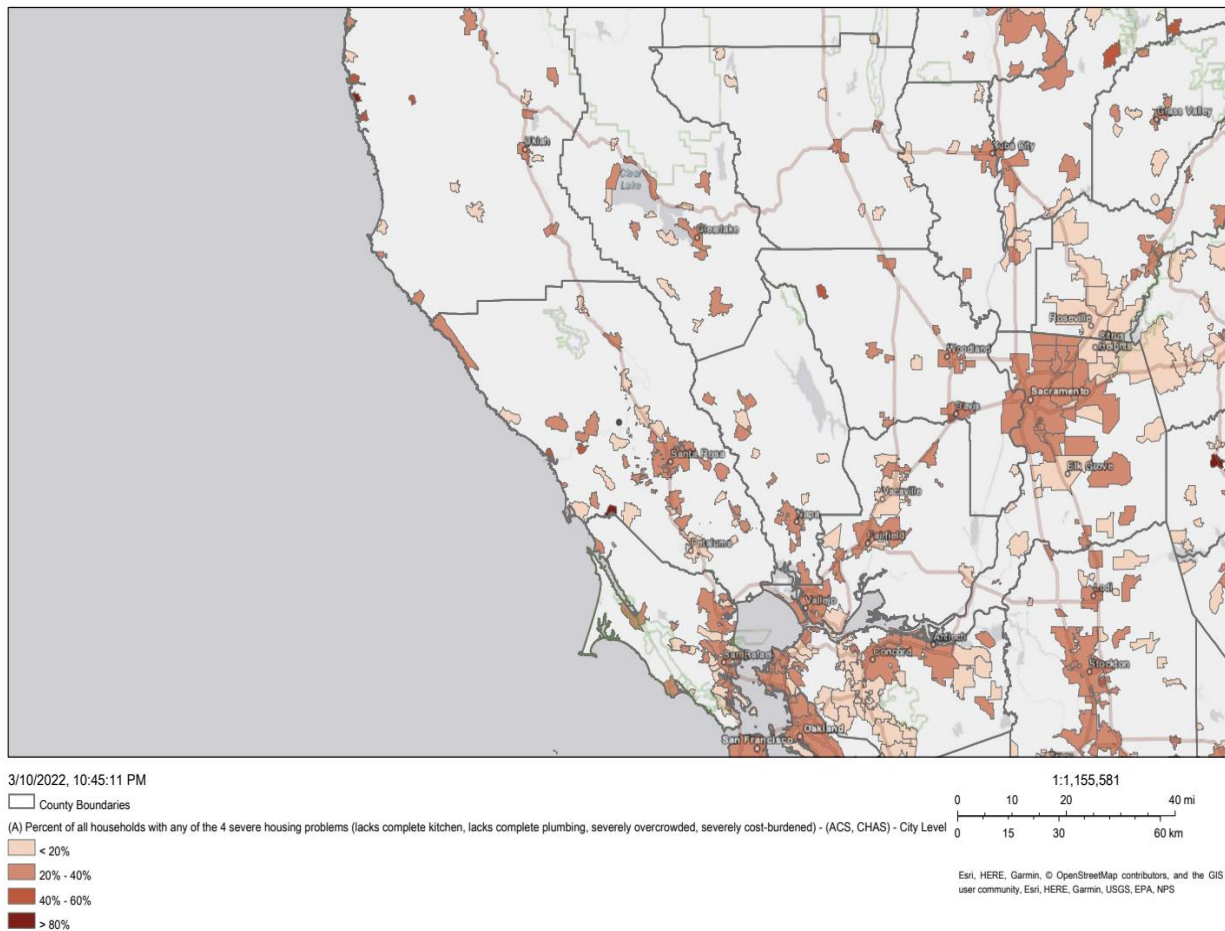 Grass Valley
Ukiah
Yuba City
Clear
Lake
Clearlake
Roseville
Citrus
Heights
Woodland
Sacramento
Davis
Santa Rosa
Elk Grove
Vacaville
Napa
Petaluma
Fairfield
Lodi
Vallejo
Antioch
San Rafael
Concord
Stockton
Oakland
San Francisco
3/10/2022, 10:45:11 PM
1:1,155,581
County Boundaries
0 10 20 40 mi
(A) Percent of all households with any of the 4 severe housing problems (lacks complete kitchen, lacks complete plumbing, severely overcrowded, severely cost-burdened) - (ACS, CHAS) - City Level
0 15 30 60 km
< 20%
20% - 40%
40% - 60%
> 80%
Esri, HERE, Garmin, © OpenStreetMap contributors, and the GIS
user community, Esri, HERE, Garmin, USGS, EPA, NPS